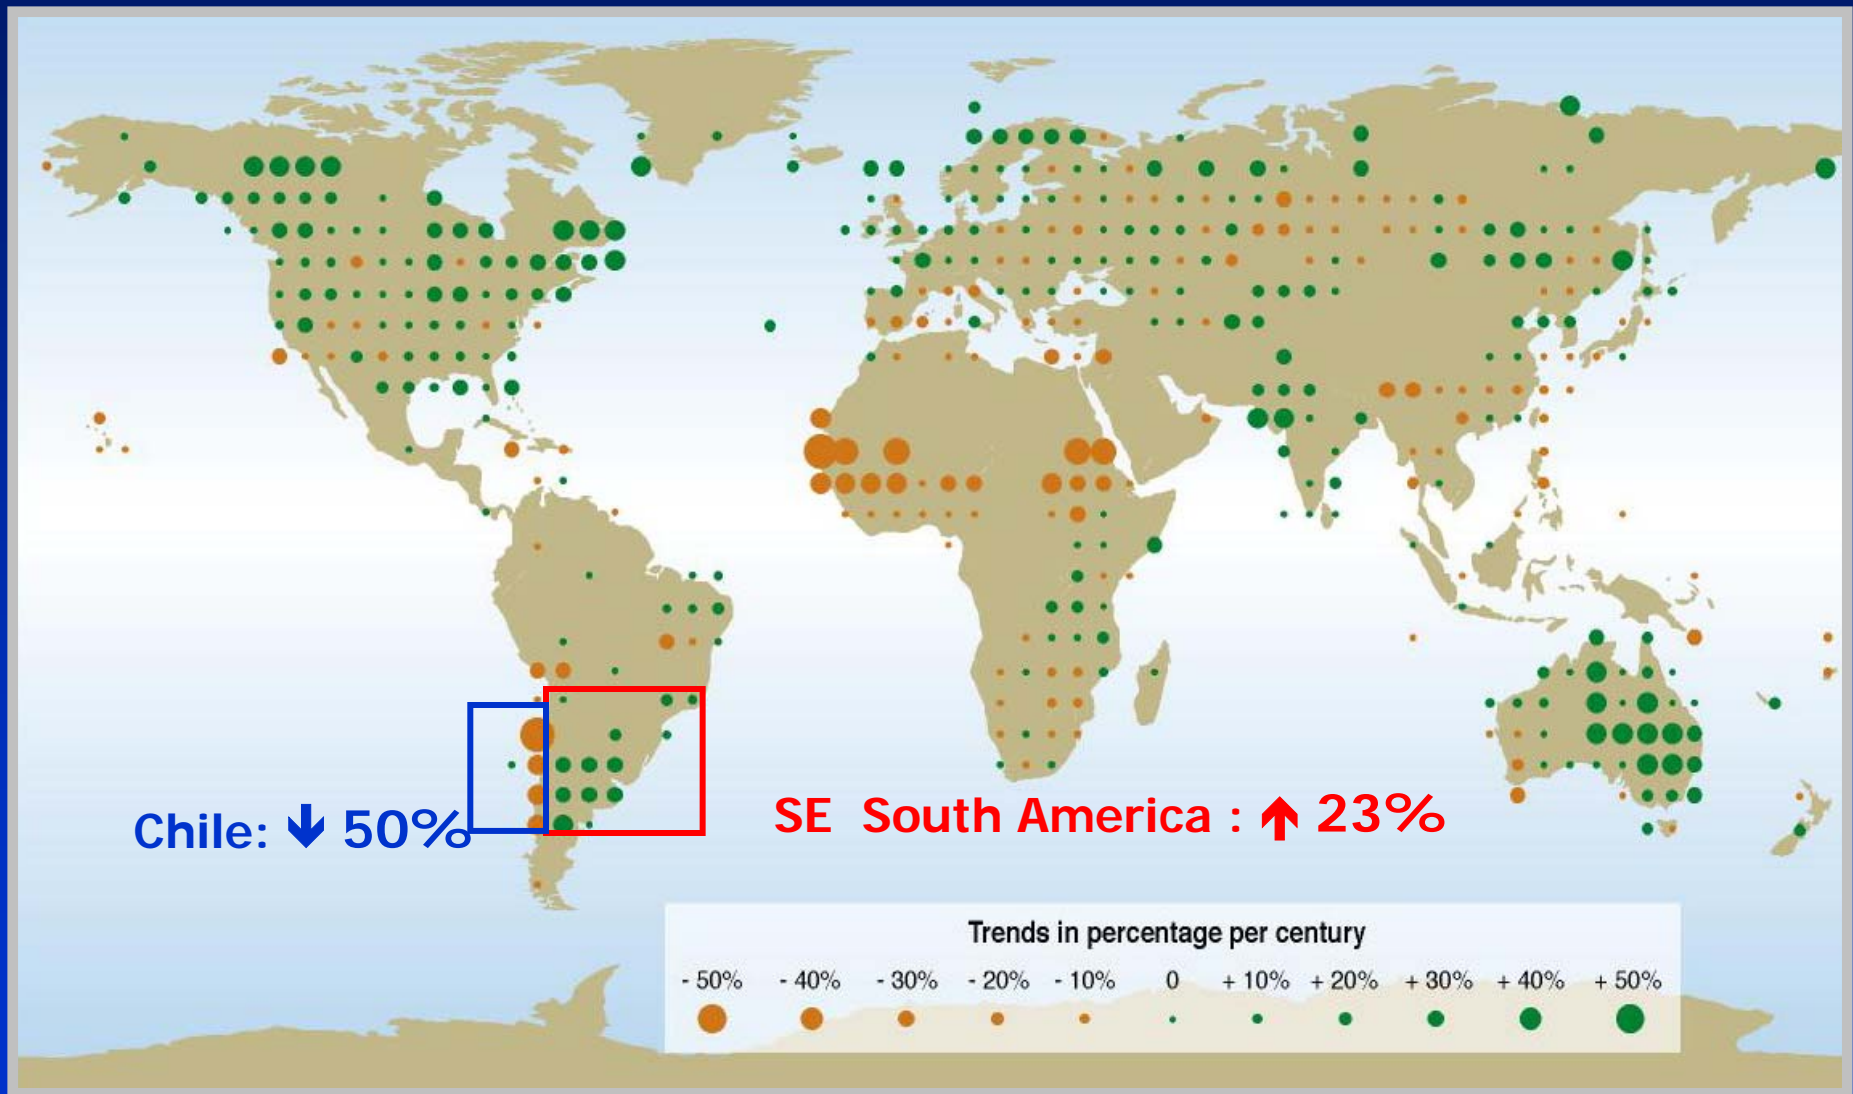 Chile: 🡻 50%
SE South America : 🡹 23%
Trends in percentage per century
- 50% - 40% - 30% - 20% - 10% 0 + 10% + 20% + 30% + 40% + 50%